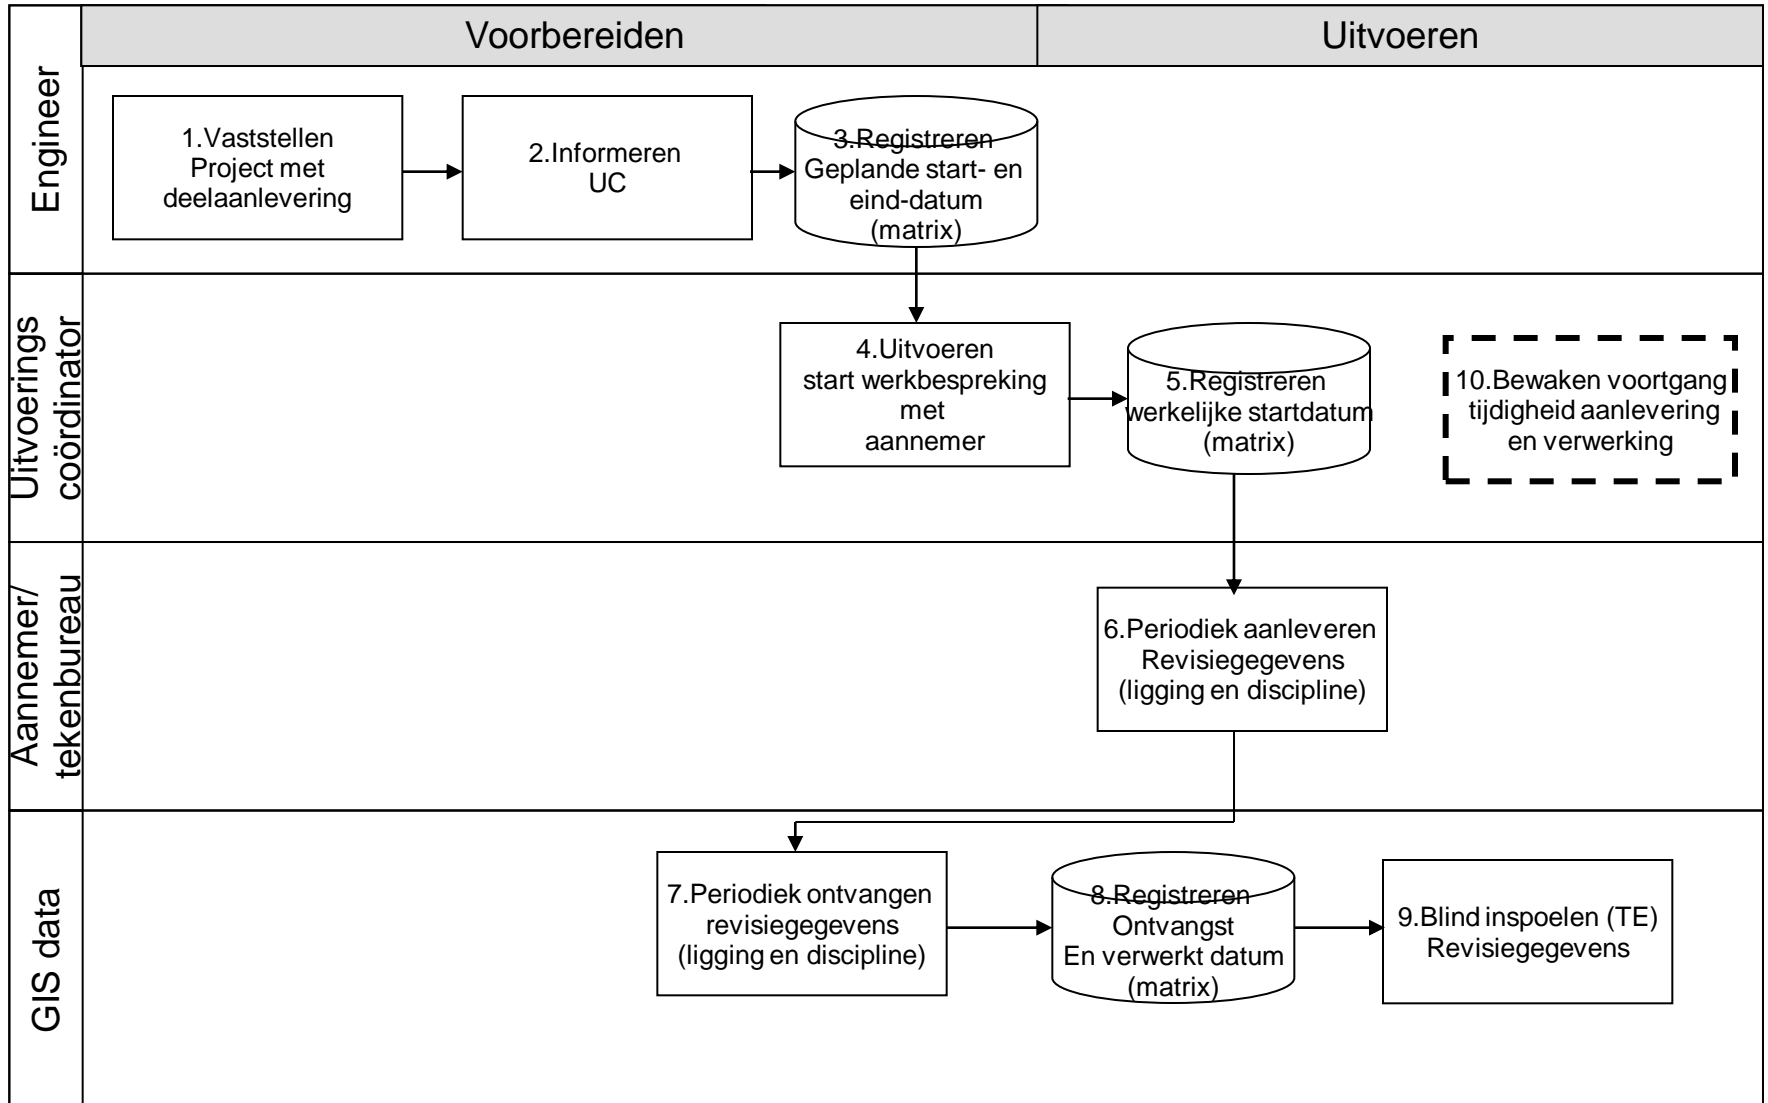 Voorbereiden
Uitvoeren
Engineer
1.Vaststellen
Project met
deelaanlevering
2.Informeren
UC
3.Registreren
Geplande start- en
eind-datum
(matrix)
Uitvoerings
coördinator
4.Uitvoeren
start werkbespreking
met
aannemer
5.Registreren
werkelijke startdatum
(matrix)
10.Bewaken voortgang
tijdigheid aanlevering
en verwerking
Aannemer/
tekenbureau
6.Periodiek aanleveren
Revisiegegevens
(ligging en discipline)
GIS data
7.Periodiek ontvangen
revisiegegevens
(ligging en discipline)
8.Registreren
Ontvangst
En verwerkt datum
(matrix)
9.Blind inspoelen (TE)
Revisiegegevens